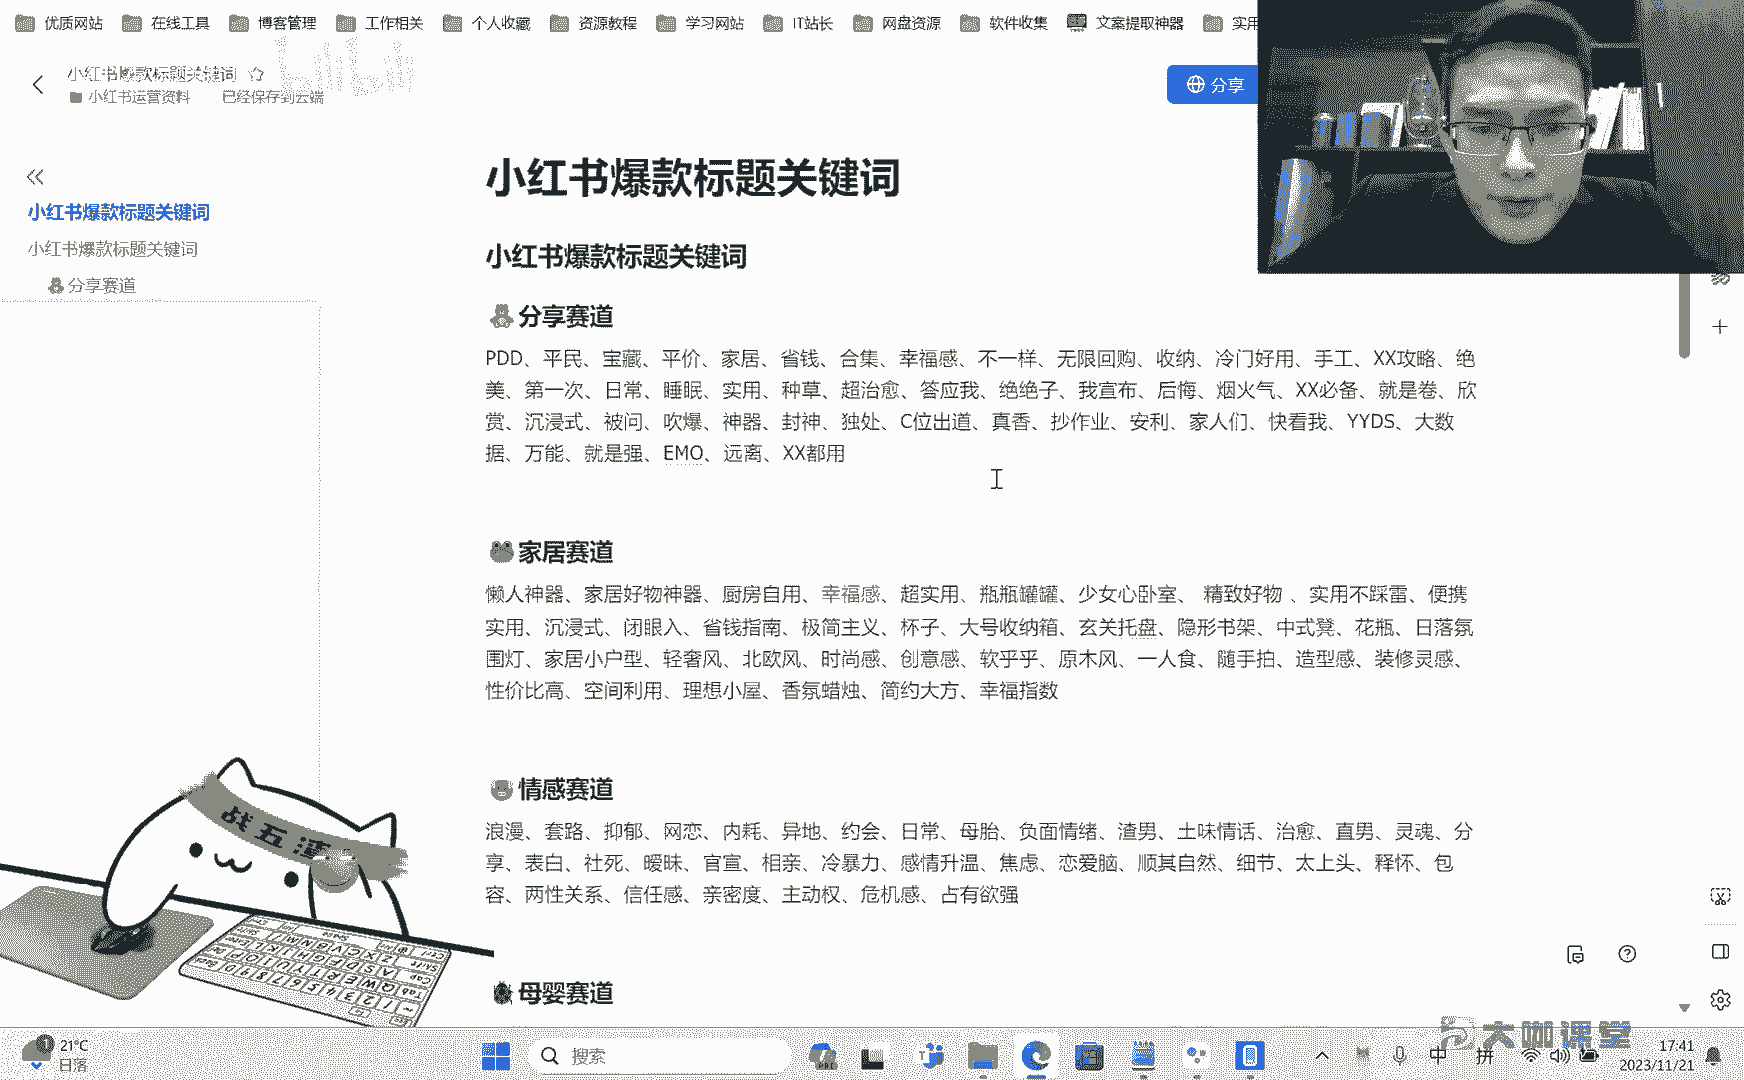 优质网站 在线工具 博客管理 工作相关 个人收藏 资源教程 学习网站 IT站长 网盘资源 软件收集 文案提取神器 实用
小红书爆款标题关键词
小红书运营资料 已经保存到云端
bilibili
分享
小红书爆款标题关键词
小红书爆款标题关键词
分享赛道
小红书爆款标题关键词
小红书爆款标题关键词
分享赛道
PDD、平民、宝藏、平价、家居、省钱、合集、幸福感、不一样、无限回购、收纳、冷门好用、手工、XX攻略、绝
美、第一次、日常、睡眠、实用、种草、超治愈、答应我、绝绝子、我宣布、后悔、烟火气、XX必备、就是卷、欣
赏、沉浸式、被问、吹爆、神器、封神、独处、C位出道、真香、抄作业、安利、家人们、快看我、YYDS、大数
据、万能、就是强、EMO、远离、XX都用
家居赛道
懒人神器、家居好物神器、厨房自用、幸福感、超实用、瓶瓶罐罐、少女心卧室、 精致好物 、实用不踩雷、便携
实用、沉浸式、闭眼入、省钱指南、极简主义、杯子、大号收纳箱、玄关托盘、隐形书架、中式凳、花瓶、日落氛
围灯、家居小户型、轻奢风、北欧风、时尚感、创意感、软乎乎、原木风、一人食、随手拍、造型感、装修灵感、
性价比高、空间利用、理想小屋、香氛蜡烛、简约大方、幸福指数
情感赛道
浪漫、套路、抑郁、网恋、内耗、异地、约会、日常、母胎、负面情绪、渣男、土味情话、治愈、直男、灵魂、分
享、表白、社死、暧昧、官宣、相亲、冷暴力、感情升温、焦虑、恋爱脑、顺其自然、细节、太上头、释怀、包
容、两性关系、信任感、亲密度、主动权、危机感、占有欲强
母婴赛道
战五渣
大咖课堂
21°C
日落
搜索
中 拼
17:41
2023/11/21